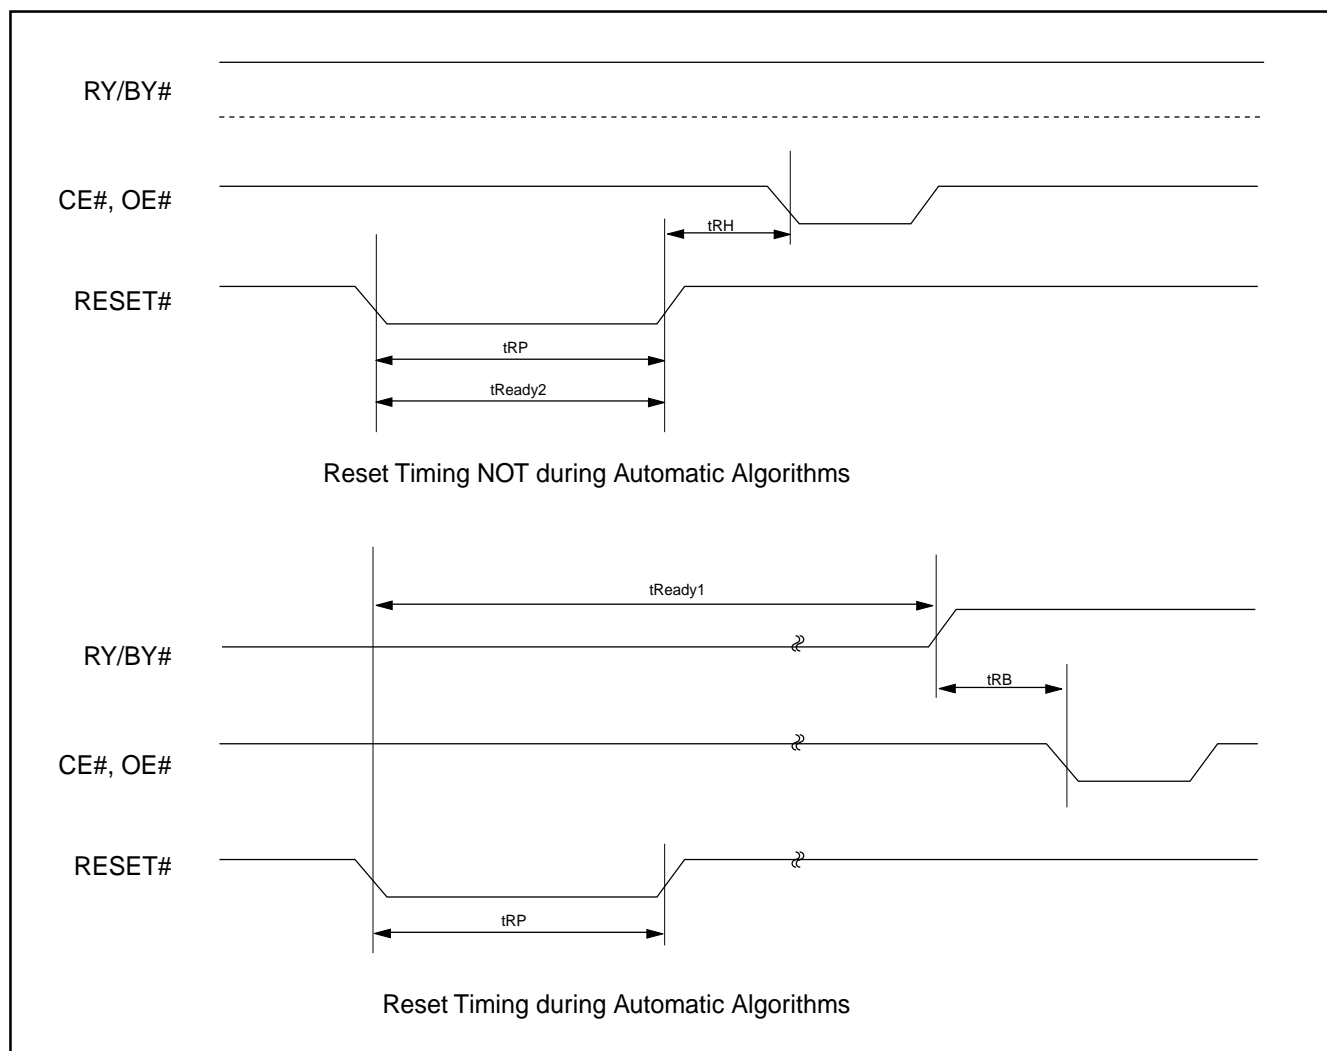 RY/BY#
CE#, OE#
tRH
RESET#
tRP
tReady2
Reset Timing NOT during Automatic Algorithms
tReady1
RY/BY#
tRB
CE#, OE#
RESET#
tRP
Reset Timing during Automatic Algorithms